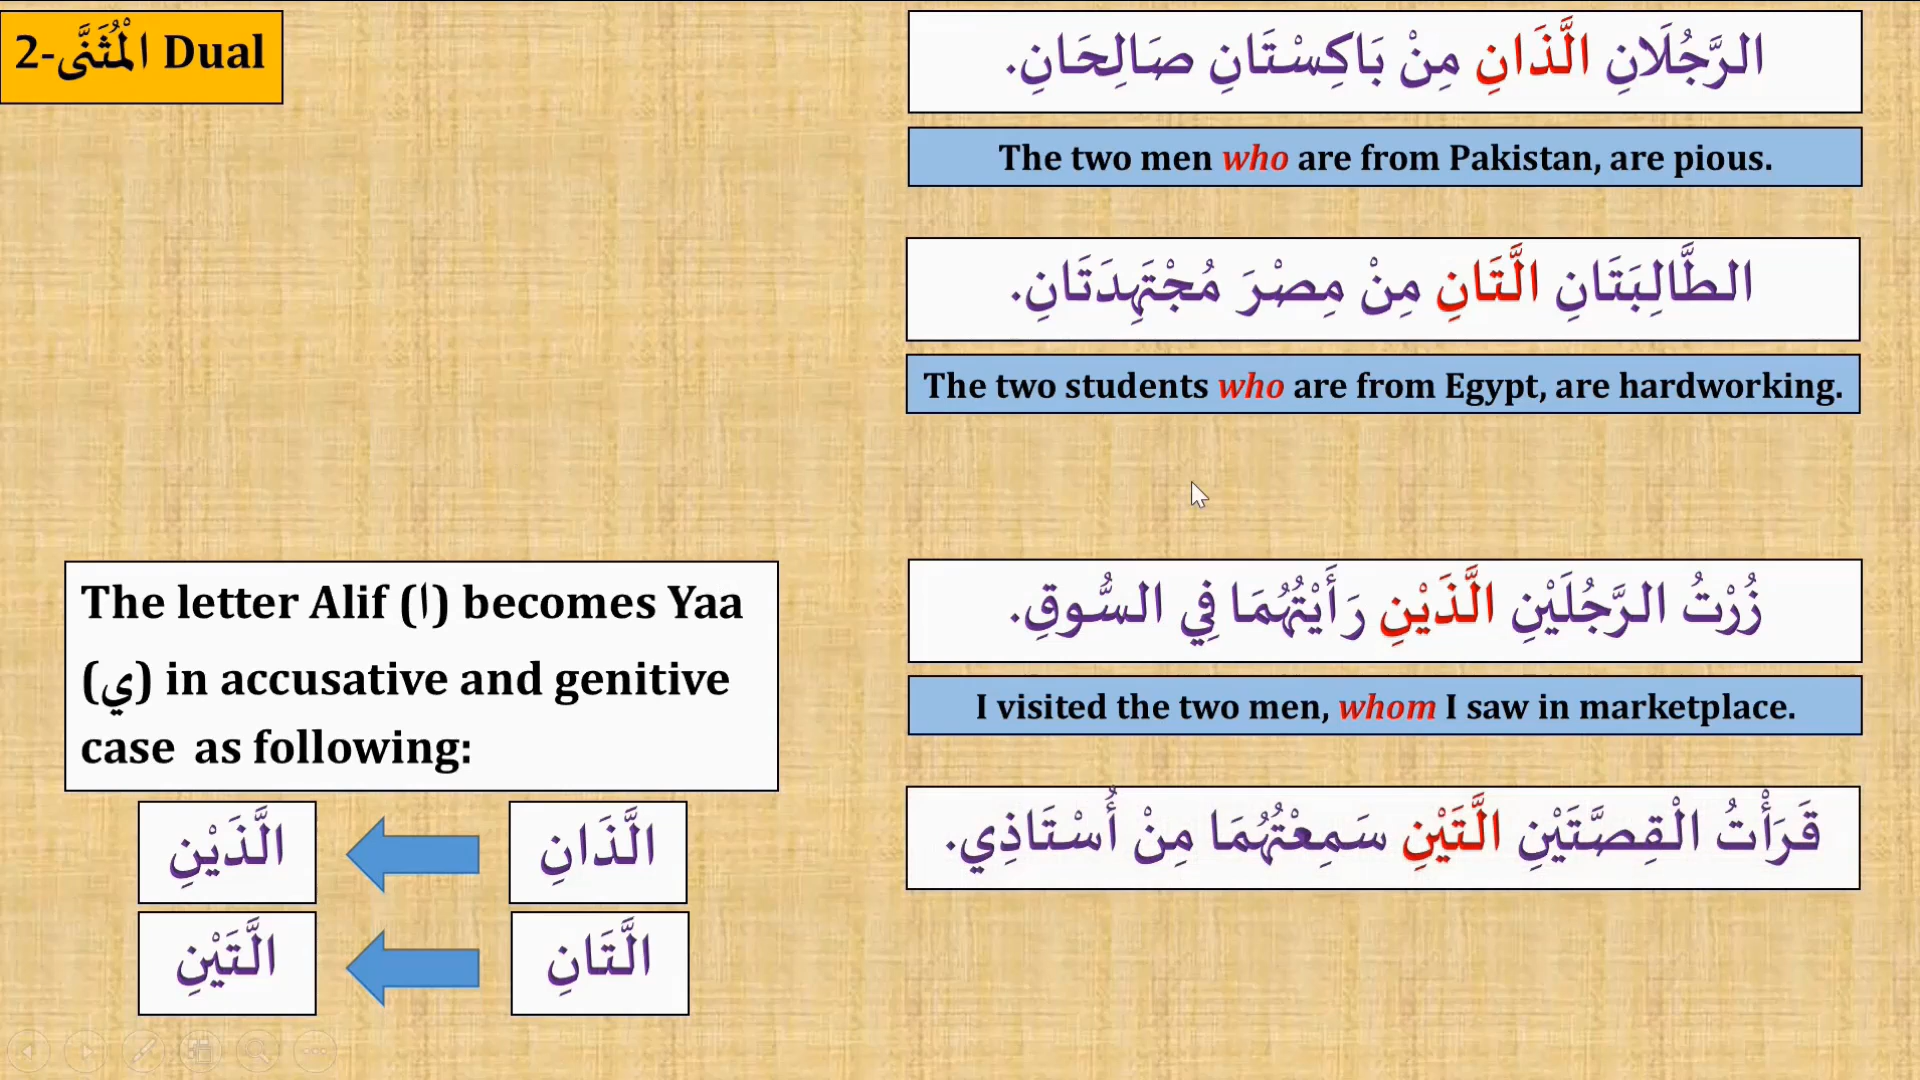 2-الْمُثَنَّى Dual
الرَّجُلَانِ الَّذَانِ مِنْ بَاكِسْتَانِ صَالِحَانِ.
The two men who are from Pakistan, are pious.
الطَّالِبَتَانِ الَّتَانِ مِنْ مِصْرَ مُجْتَهِدَتَانِ.
The two students who are from Egypt, are hardworking.
The letter Alif (ا) becomes Yaa
(ي) in accusative and genitive
case as following:
الَّذَانِ
الَّذَيْنِ
الَّتَانِ
الَّتَيْنِ
زُرْتُ الرَّجُلَيْنِ الَّذَيْنِ رَأَيْتُهُمَا فِي السُّوقِ.
I visited the two men, whom I saw in marketplace.
قَرَأْتُ الْقِصَّتَيْنِ الَّتَيْنِ سَمِعْتُهُمَا مِنْ أُسْتَاذِي.